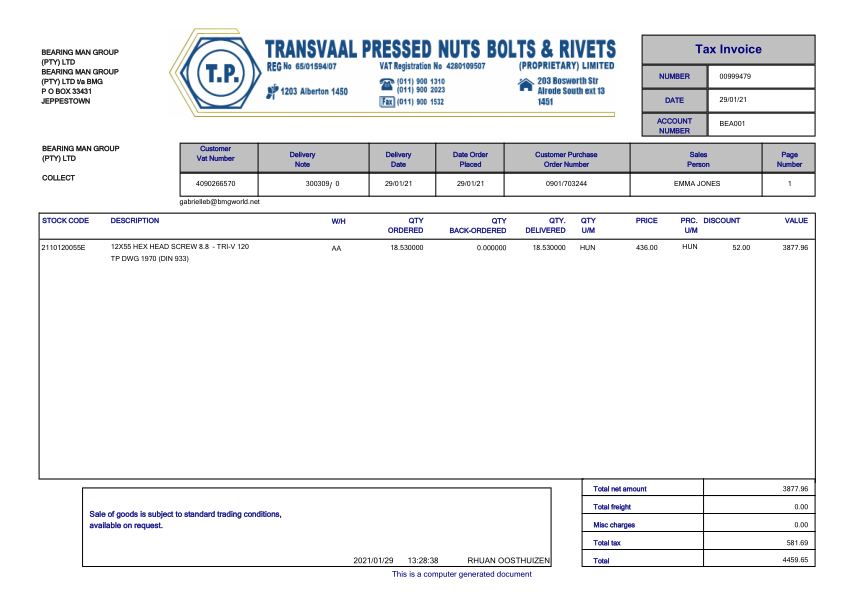 BEARING MAN GROUP
(PTY) LTD
BEARING MAN GROUP
(PTY) LTD t/a BMG
P O BOX 33431
JEPPESTOWN
T.P.
TRANSVAAL PRESSED NUTS BOLTS & RIVETS
REG No 65/01594/07 VAT Registration No 4280109507 (PROPRIETARY) LIMITED
1203 Alberton 1450
(011) 900 1310
(011) 900 2023
Fax (011) 900 1532
203 Bosworth Str
Alrode South ext 13
1451
Tax Invoice
NUMBER 00999479
DATE 29/01/21
ACCOUNT NUMBER BEA001
BEARING MAN GROUP
(PTY) LTD
COLLECT
Customer Vat Number Delivery Note Delivery Date Date Order Placed Customer Purchase Order Number Sales Person Page Number
4090266570 300309/ 0 29/01/21 29/01/21 0901/703244 EMMA JONES 1
gabrielleb@bmgworld.net
STOCK CODE DESCRIPTION W/H QTY ORDERED QTY BACK-ORDERED QTY. DELIVERED QTY U/M PRICE PRC. U/M DISCOUNT VALUE
2110120055E 12X55 HEX HEAD SCREW 8.8 - TRI-V 120 AA 18.530000 0.000000 18.530000 HUN 436.00 HUN 52.00 3877.96
TP DWG 1970 (DIN 933)
Sale of goods is subject to standard trading conditions,
available on request.
2021/01/29 13:28:38 RHUAN OOSTHUIZEN
Total net amount 3877.96
Total freight 0.00
Misc charges 0.00
Total tax 581.69
Total 4459.65
This is a computer generated document